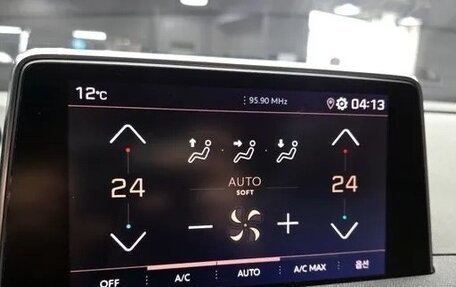 12°C 95.90 MHz 04:13
24 24
AUTO
SOFT
OFF A/C AUTO A/C MAX 옵션